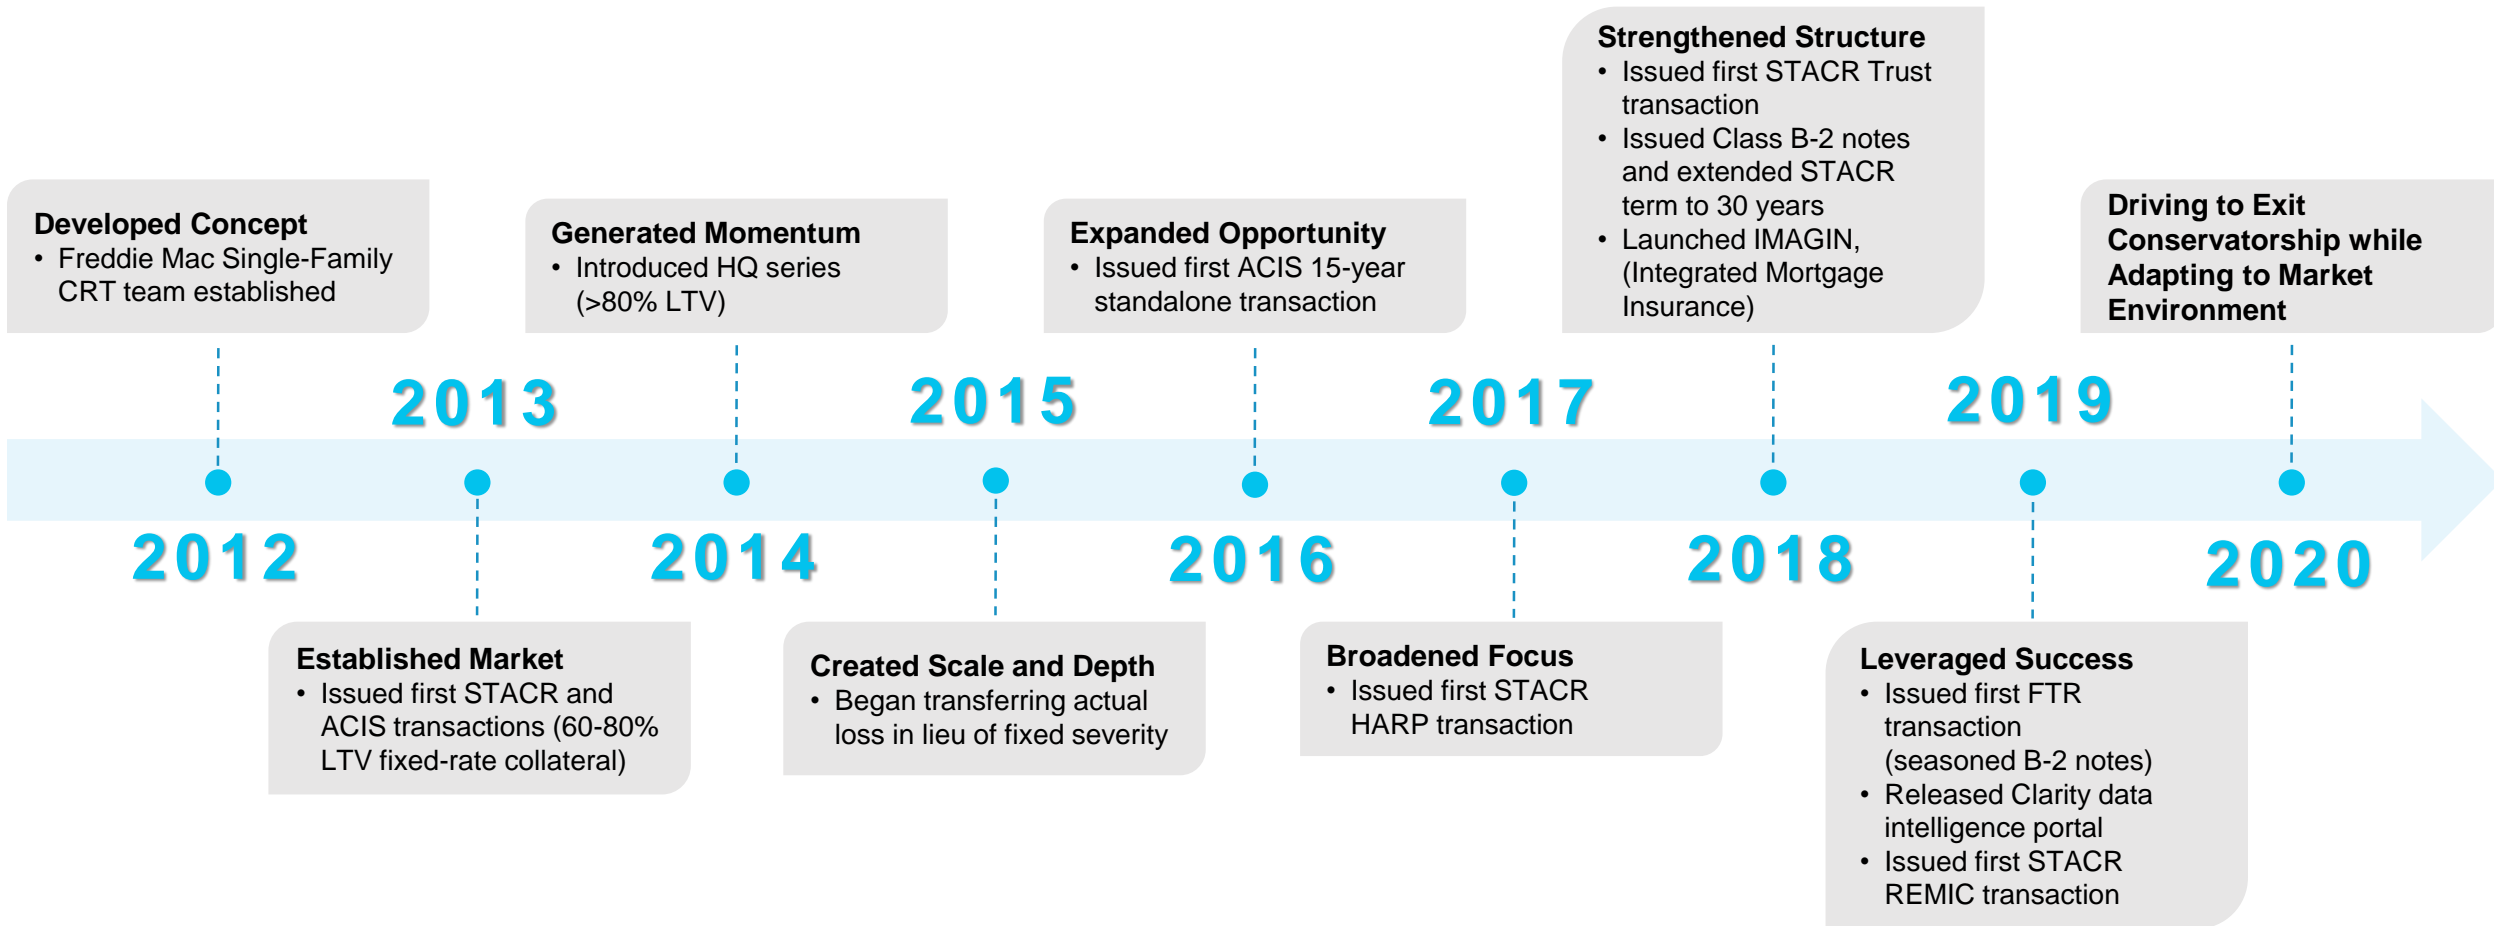 Developed Concept
• Freddie Mac Single-Family
CRT team established
2012
2013
Established Market
• Issued first STACR and
ACIS transactions (60-80%
LTV fixed-rate collateral)
Generated Momentum
• Introduced HQ series
(>80% LTV)
2014
2015
Created Scale and Depth
• Began transferring actual
loss in lieu of fixed severity
Expanded Opportunity
• Issued first ACIS 15-year
standalone transaction
2016
2017
Broadened Focus
• Issued first STACR
HARP transaction
Strengthened Structure
• Issued first STACR Trust
transaction
• Issued Class B-2 notes
and extended STACR
term to 30 years
• Launched IMAGIN,
(Integrated Mortgage
Insurance)
2018
2019
Leveraged Success
• Issued first FTR
transaction
(seasoned B-2 notes)
• Released Clarity data
intelligence portal
• Issued first STACR
REMIC transaction
Driving to Exit
Conservatorship while
Adapting to Market
Environment
2020